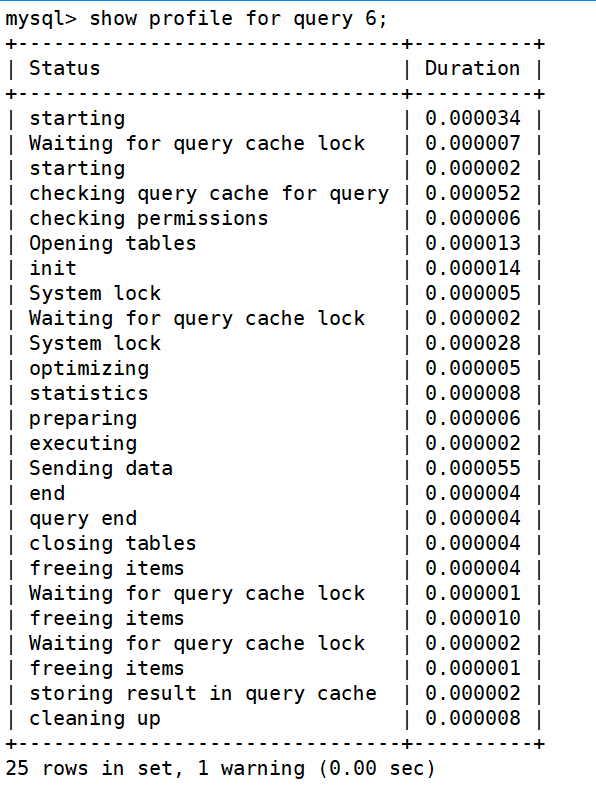 mysql> show profile for query 6;
+--------------------------------+----------+
| Status                         | Duration |
+--------------------------------+----------+
| starting                       | 0.000034 |
| Waiting for query cache lock   | 0.000007 |
| starting                       | 0.000002 |
| checking query cache for query | 0.000052 |
| checking permissions           | 0.000006 |
| Opening tables                 | 0.000013 |
| init                           | 0.000014 |
| System lock                    | 0.000005 |
| Waiting for query cache lock   | 0.000002 |
| System lock                    | 0.000028 |
| optimizing                     | 0.000005 |
| statistics                     | 0.000008 |
| preparing                      | 0.000006 |
| executing                      | 0.000002 |
| Sending data                   | 0.000055 |
| end                            | 0.000004 |
| query end                      | 0.000004 |
| closing tables                 | 0.000004 |
| freeing items                  | 0.000004 |
| Waiting for query cache lock   | 0.000001 |
| freeing items                  | 0.000010 |
| Waiting for query cache lock   | 0.000002 |
| freeing items                  | 0.000001 |
| storing result in query cache  | 0.000002 |
| cleaning up                    | 0.000008 |
+--------------------------------+----------+
25 rows in set, 1 warning (0.00 sec)